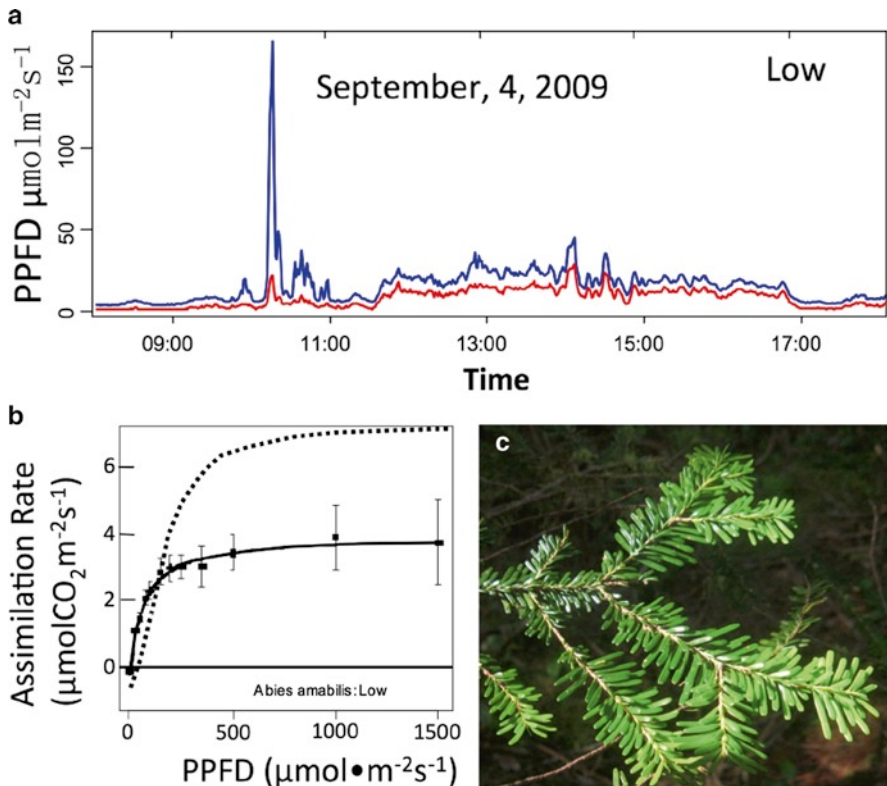 a
PPFD μmolm⁻²s⁻¹
150
100
50
0
September, 4, 2009
Low
09:00 11:00 13:00 15:00 17:00
Time
b
Assimilation Rate
(μmolCO₂m⁻²s⁻¹)
6
4
2
0
Abies amabilis:Low
0 500 1000 1500
PPFD (μmol●m⁻²s⁻¹)
c